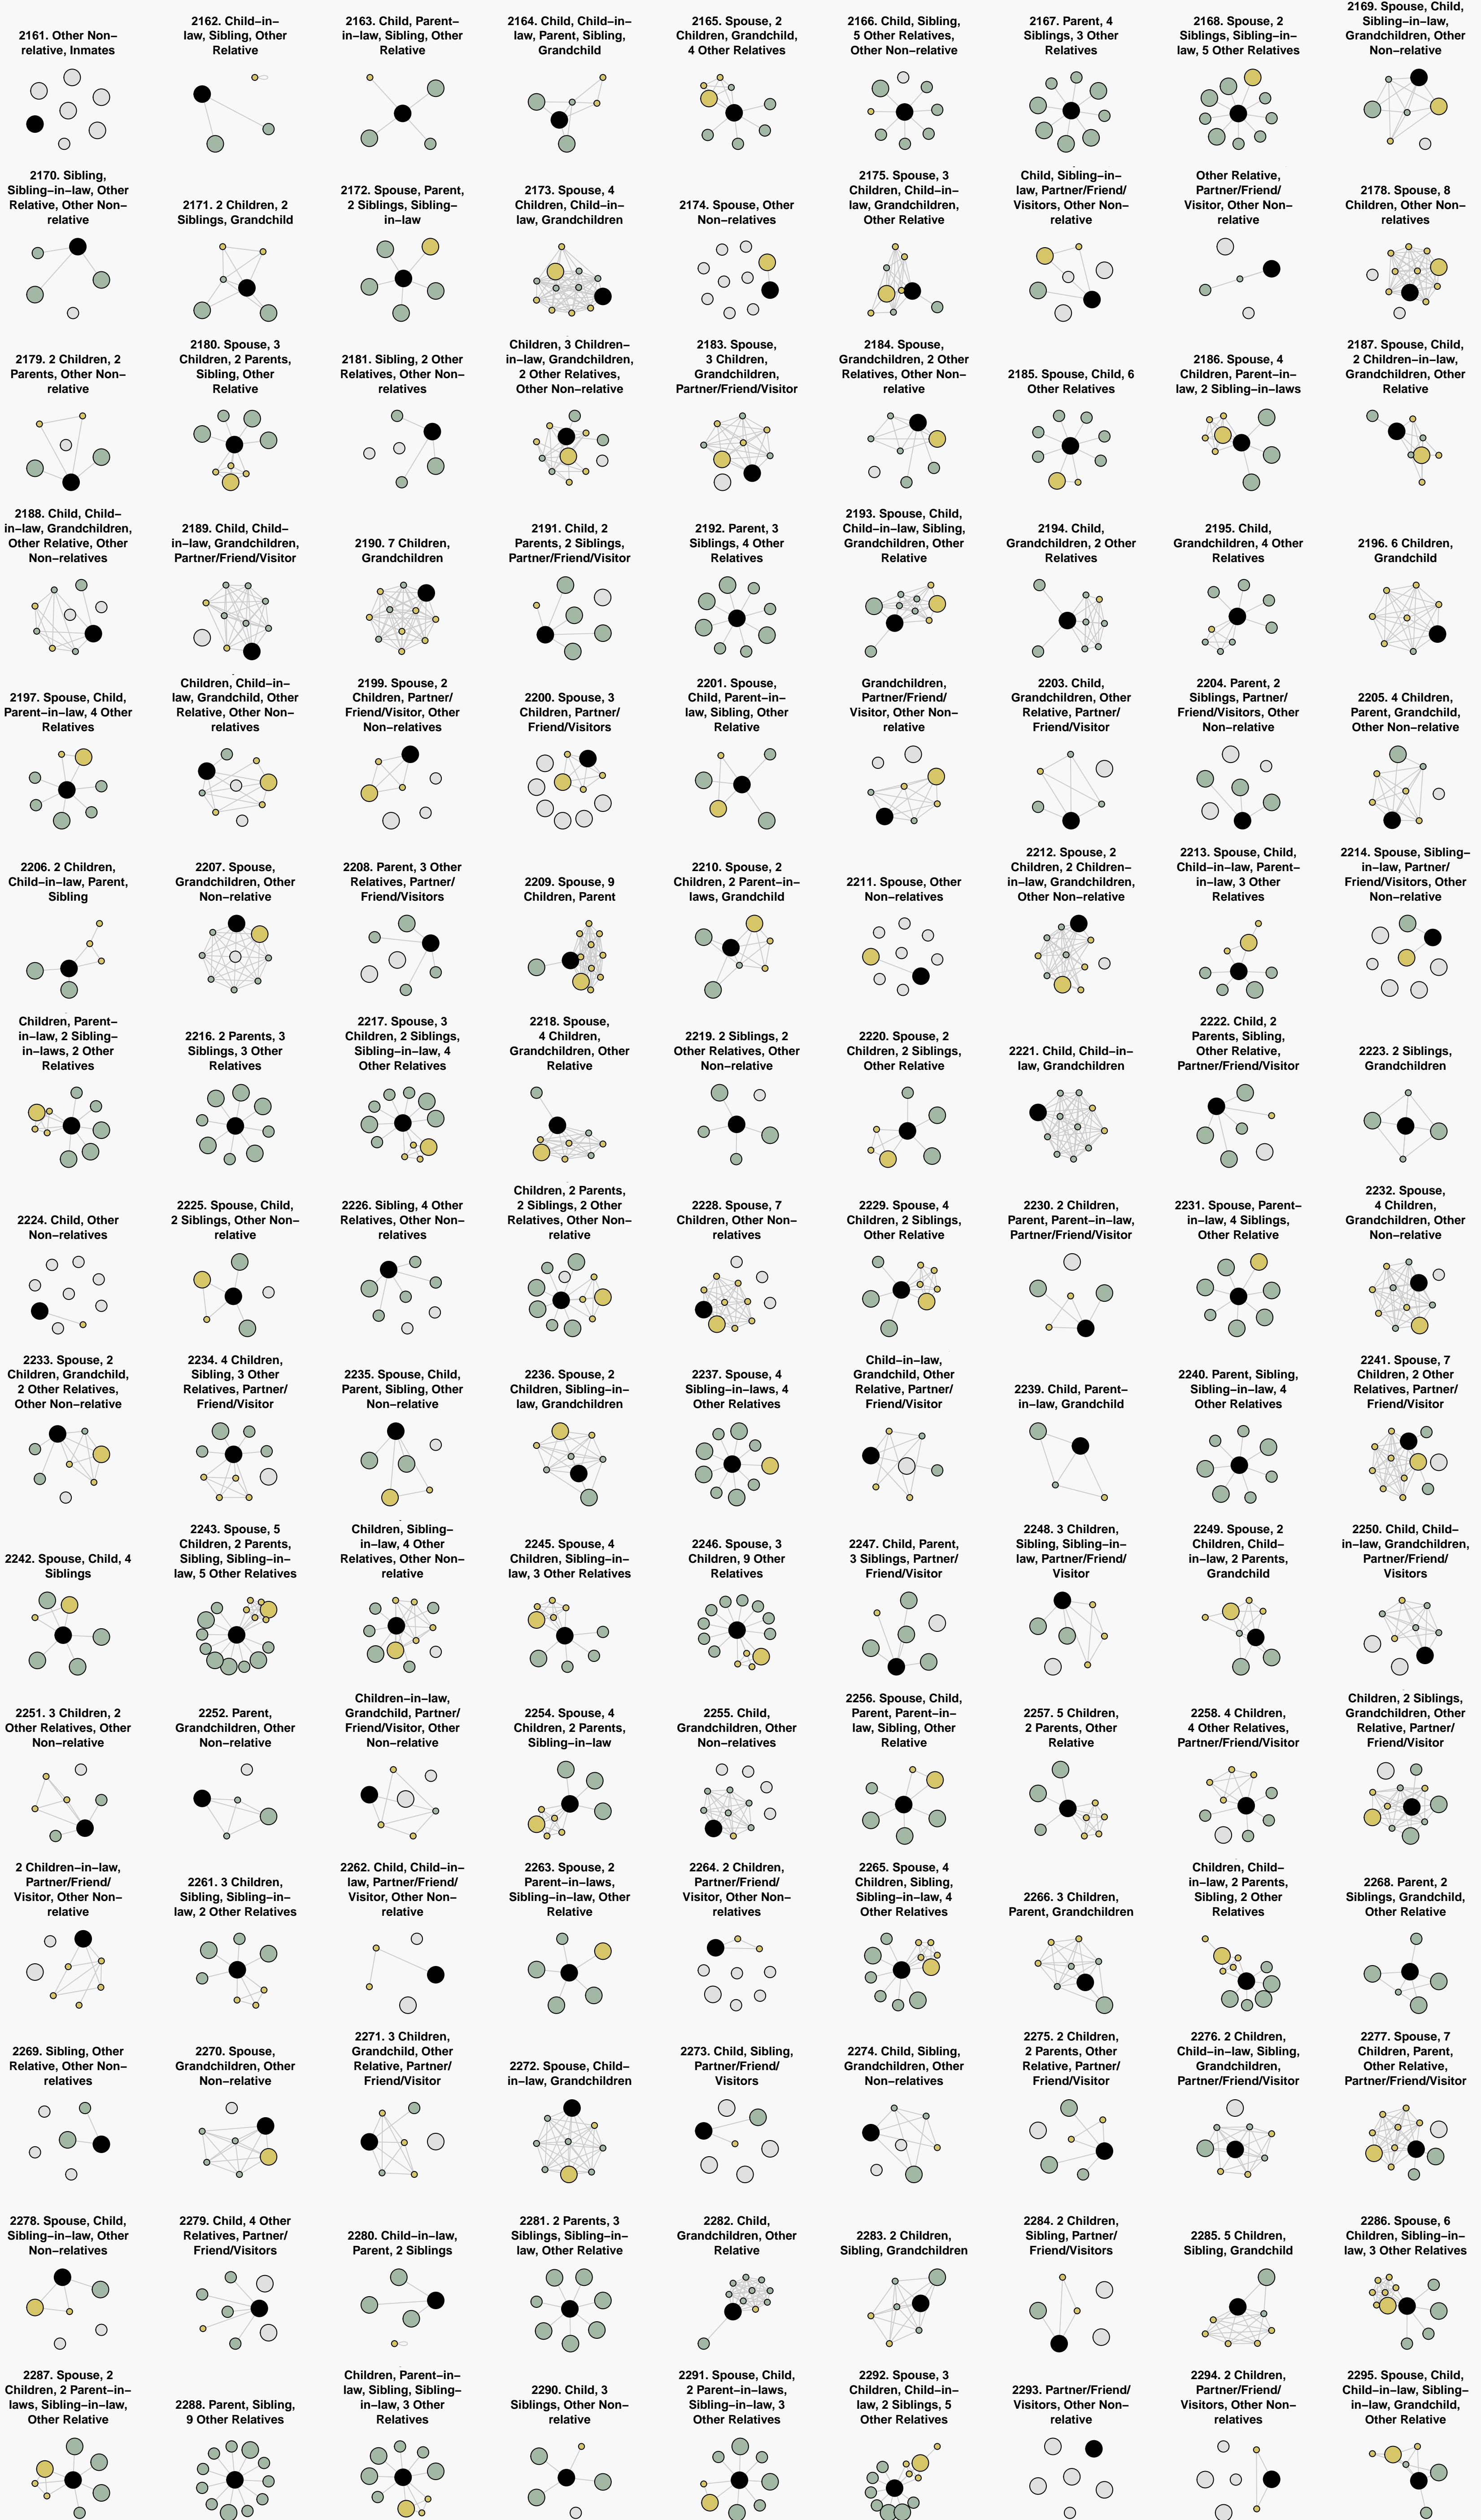 2161. Other Non–
relative, Inmates
2162. Child–in–
law, Sibling, Other
Relative
2163. Child, Parent–
in–law, Sibling, Other
Relative
2164. Child, Child–in–
law, Parent, Sibling,
Grandchild
2165. Spouse, 2
Children, Grandchild,
4 Other Relatives
2166. Child, Sibling,
5 Other Relatives,
Other Non–relative
2167. Parent, 4
Siblings, 3 Other
Relatives
2168. Spouse, 2
Siblings, Sibling–in–
law, 5 Other Relatives
2169. Spouse, Child,
Sibling–in–law,
Grandchildren, Other
Non–relative
2170. Sibling,
Sibling–in–law, Other
Relative, Other Non–
relative
2171. 2 Children, 2
Siblings, Grandchild
2172. Spouse, Parent,
2 Siblings, Sibling–
in–law
2173. Spouse, 4
Children, Child–in–
law, Grandchildren
2174. Spouse, Other
Non–relatives
2175. Spouse, 3
Children, Child–in–
law, Grandchildren,
Other Relative
Child, Sibling–in–
law, Partner/Friend/
Visitors, Other Non–
relative
Other Relative,
Partner/Friend/
Visitor, Other Non–
relative
2178. Spouse, 8
Children, Other Non–
relatives
2179. 2 Children, 2
Parents, Other Non–
relative
2180. Spouse, 3
Children, 2 Parents,
Sibling, Other
Relative
2181. Sibling, 2 Other
Relatives, Other Non–
relatives
Children, 3 Children–
in–law, Grandchildren,
2 Other Relatives,
Other Non–relative
2183. Spouse,
3 Children,
Grandchildren,
Partner/Friend/Visitor
2184. Spouse,
Grandchildren, 2 Other
Relatives, Other Non–
relative
2185. Spouse, Child, 6
Other Relatives
2186. Spouse, 4
Children, Parent–in–
law, 2 Sibling–in–laws
2187. Spouse, Child,
2 Children–in–law,
Grandchildren, Other
Relative
2188. Child, Child–
in–law, Grandchildren,
Other Relative, Other
Non–relatives
2189. Child, Child–
in–law, Grandchildren,
Partner/Friend/Visitor
2190. 7 Children,
Grandchildren
2191. Child, 2
Parents, 2 Siblings,
Partner/Friend/Visitor
2192. Parent, 3
Siblings, 4 Other
Relatives
2193. Spouse, Child,
Child–in–law, Sibling,
Grandchildren, Other
Relative
2194. Child,
Grandchildren, 2 Other
Relatives
2195. Child,
Grandchildren, 4 Other
Relatives
2196. 6 Children,
Grandchild
2197. Spouse, Child,
Parent–in–law, 4 Other
Relatives
Children, Child–in–
law, Grandchild, Other
Relative, Other Non–
relatives
2199. Spouse, 2
Children, Partner/
Friend/Visitor, Other
Non–relatives
2200. Spouse, 3
Children, Partner/
Friend/Visitors
2201. Spouse,
Child, Parent–in–
law, Sibling, Other
Relative
Grandchildren,
Partner/Friend/
Visitor, Other Non–
relative
2203. Child,
Grandchildren, Other
Relative, Partner/
Friend/Visitor
2204. Parent, 2
Siblings, Partner/
Friend/Visitors, Other
Non–relative
2205. 4 Children,
Parent, Grandchild,
Other Non–relative
2206. 2 Children,
Child–in–law, Parent,
Sibling
2207. Spouse,
Grandchildren, Other
Non–relative
2208. Parent, 3 Other
Relatives, Partner/
Friend/Visitors
2209. Spouse, 9
Children, Parent
2210. Spouse, 2
Children, 2 Parent–in–
laws, Grandchild
2211. Spouse, Other
Non–relatives
2212. Spouse, 2
Children, 2 Children–
in–law, Grandchildren,
Other Non–relative
2213. Spouse, Child,
Child–in–law, Parent–
in–law, 3 Other
Relatives
2214. Spouse, Sibling–
in–law, Partner/
Friend/Visitors, Other
Non–relative
Children, Parent–
in–law, 2 Sibling–
in–laws, 2 Other
Relatives
2216. 2 Parents, 3
Siblings, 3 Other
Relatives
2217. Spouse, 3
Children, 2 Siblings,
Sibling–in–law, 4
Other Relatives
2218. Spouse,
4 Children,
Grandchildren, Other
Relative
2219. 2 Siblings, 2
Other Relatives, Other
Non–relative
2220. Spouse, 2
Children, 2 Siblings,
Other Relative
2221. Child, Child–in–
law, Grandchildren
2222. Child, 2
Parents, Sibling,
Other Relative,
Partner/Friend/Visitor
2223. 2 Siblings,
Grandchild
2224. Child, Other
Non–relatives
2225. Spouse, Child,
2 Siblings, Other Non–
relative
2226. Sibling, 4 Other
Relatives, Other Non–
relatives
Children, 2 Parents,
2 Siblings, 2 Other
Relatives, Other Non–
relative
2228. Spouse, 7
Children, Other Non–
relatives
2229. Spouse, 4
Children, 2 Siblings,
Other Relative
2230. 2 Children,
Parent, Parent–in–law,
Partner/Friend/Visitor
2231. Spouse, Parent–
in–law, 4 Siblings,
Other Relative
2232. Spouse,
4 Children,
Grandchildren, Other
Non–relative
2233. Spouse, 2
Children, Grandchild,
2 Other Relatives,
Other Non–relative
2234. 4 Children,
Sibling, 3 Other
Relatives, Partner/
Friend/Visitor
2235. Spouse, Child,
Parent, Sibling, Other
Non–relative
2236. Spouse, 2
Children, Sibling–in–
law, Grandchildren
2237. Spouse, 4
Sibling–in–laws, 4
Other Relatives
Child–in–law,
Grandchild, Other
Relative, Partner/
Friend/Visitor
2239. Child, Parent–
in–law, Grandchild
2240. Parent, Sibling,
Sibling–in–law, 4
Other Relatives
2241. Spouse, 7
Children, 2 Other
Relatives, Partner/
Friend/Visitor
2242. Spouse, Child, 4
Siblings
2243. Spouse, 5
Children, 2 Parents,
Sibling, Sibling–in–
law, 5 Other Relatives
Children, Sibling–
in–law, 4 Other
Relatives, Other Non–
relative
2245. Spouse, 4
Children, Sibling–in–
law, 3 Other Relatives
2246. Spouse, 3
Children, 9 Other
Relatives
2247. Child, Parent,
3 Siblings, Partner/
Friend/Visitor
2248. 3 Children,
Sibling, Sibling–in–
law, Partner/Friend/
Visitor
2249. Spouse, 2
Children, Child–
in–law, 2 Parents,
Grandchild
2250. Child, Child–
in–law, Grandchildren,
Partner/Friend/
Visitors
2251. 3 Children, 2
Other Relatives, Other
Non–relative
2252. Parent,
Grandchildren, Other
Non–relative
Children–in–law,
Grandchild, Partner/
Friend/Visitor, Other
Non–relative
2254. Spouse, 4
Children, 2 Parents,
Sibling–in–law
2255. Child,
Grandchildren, Other
Non–relatives
2256. Spouse, Child,
Parent, Parent–in–
law, Sibling, Other
Relative
2257. 5 Children,
2 Parents, Other
Relative
2258. 4 Children,
4 Other Relatives,
Partner/Friend/Visitor
Children, 2 Siblings,
Grandchildren, Other
Relative, Partner/
Friend/Visitor
2 Children–in–law,
Partner/Friend/
Visitor, Other Non–
relative
2261. 3 Children,
Sibling, Sibling–in–
law, 2 Other Relatives
2262. Child, Child–in–
law, Partner/Friend/
Visitor, Other Non–
relative
2263. Spouse, 2
Parent–in–laws,
Sibling–in–law, Other
Relative
2264. 2 Children,
Partner/Friend/
Visitor, Other Non–
relatives
2265. Spouse, 4
Children, Sibling,
Sibling–in–law, 4
Other Relatives
2266. 3 Children,
Parent, Grandchildren
Children, Child–
in–law, 2 Parents,
Sibling, 2 Other
Relatives
2268. Parent, 2
Siblings, Grandchild,
Other Relative
2269. Sibling, Other
Relative, Other Non–
relatives
2270. Spouse,
Grandchildren, Other
Non–relative
2271. 3 Children,
Grandchild, Other
Relative, Partner/
Friend/Visitor
2272. Spouse, Child–
in–law, Grandchildren
2273. Child, Sibling,
Partner/Friend/
Visitors
2274. Child, Sibling,
Grandchildren, Other
Non–relatives
2275. 2 Children,
2 Parents, Other
Relative, Partner/
Friend/Visitor
2276. 2 Children,
Child–in–law, Sibling,
Grandchildren,
Partner/Friend/Visitor
2277. Spouse, 7
Children, Parent,
Other Relative,
Partner/Friend/Visitor
2278. Spouse, Child,
Sibling–in–law, Other
Non–relatives
2279. Child, 4 Other
Relatives, Partner/
Friend/Visitors
2280. Child–in–law,
Parent, 2 Siblings
2281. 2 Parents, 3
Siblings, Sibling–in–
law, Other Relative
2282. Child,
Grandchildren, Other
Relative
2283. 2 Children,
Sibling, Grandchildren
2284. 2 Children,
Sibling, Partner/
Friend/Visitors
2285. 5 Children,
Sibling, Grandchild
2286. Spouse, 6
Children, Sibling–in–
law, 3 Other Relatives
2287. Spouse, 2
Children, 2 Parent–in–
laws, Sibling–in–law,
Other Relative
2288. Parent, Sibling,
9 Other Relatives
Children, Parent–in–
law, Sibling, Sibling–
in–law, 3 Other
Relatives
2290. Child, 3
Siblings, Other Non–
relative
2291. Spouse, Child,
2 Parent–in–laws,
Sibling–in–law, 3
Other Relatives
2292. Spouse, 3
Children, Child–in–
law, 2 Siblings, 5
Other Relatives
2293. Partner/Friend/
Visitors, Other Non–
relative
2294. 2 Children,
Partner/Friend/
Visitors, Other Non–
relatives
2295. Spouse, Child,
Child–in–law, Sibling–
in–law, Grandchild,
Other Relative